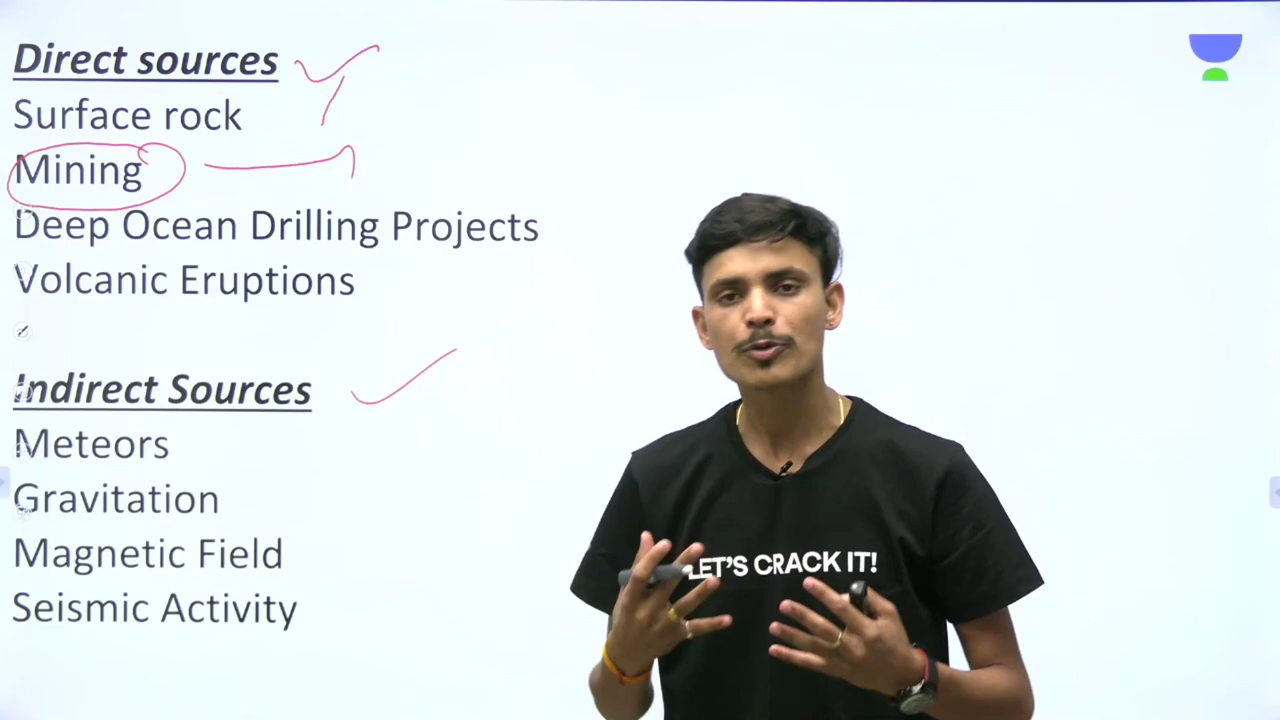 Direct sources
Surface rock
Mining
Deep Ocean Drilling Projects
Volcanic Eruptions
Indirect Sources
Meteors
Gravitation
Magnetic Field
Seismic Activity
LET'S CRACK IT!